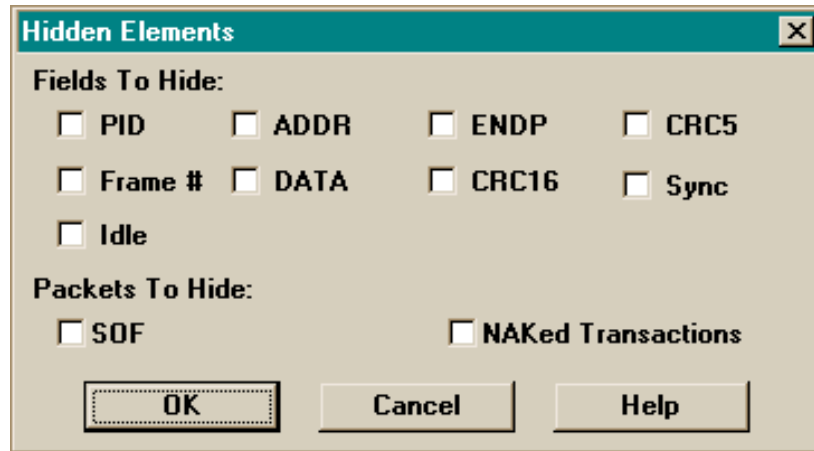 Hidden Elements
Fields To Hide:
PID ADDR ENDP CRC5
Frame # DATA CRC16 Sync
Idle
Packets To Hide:
SOF NAKed Transactions
OK Cancel Help